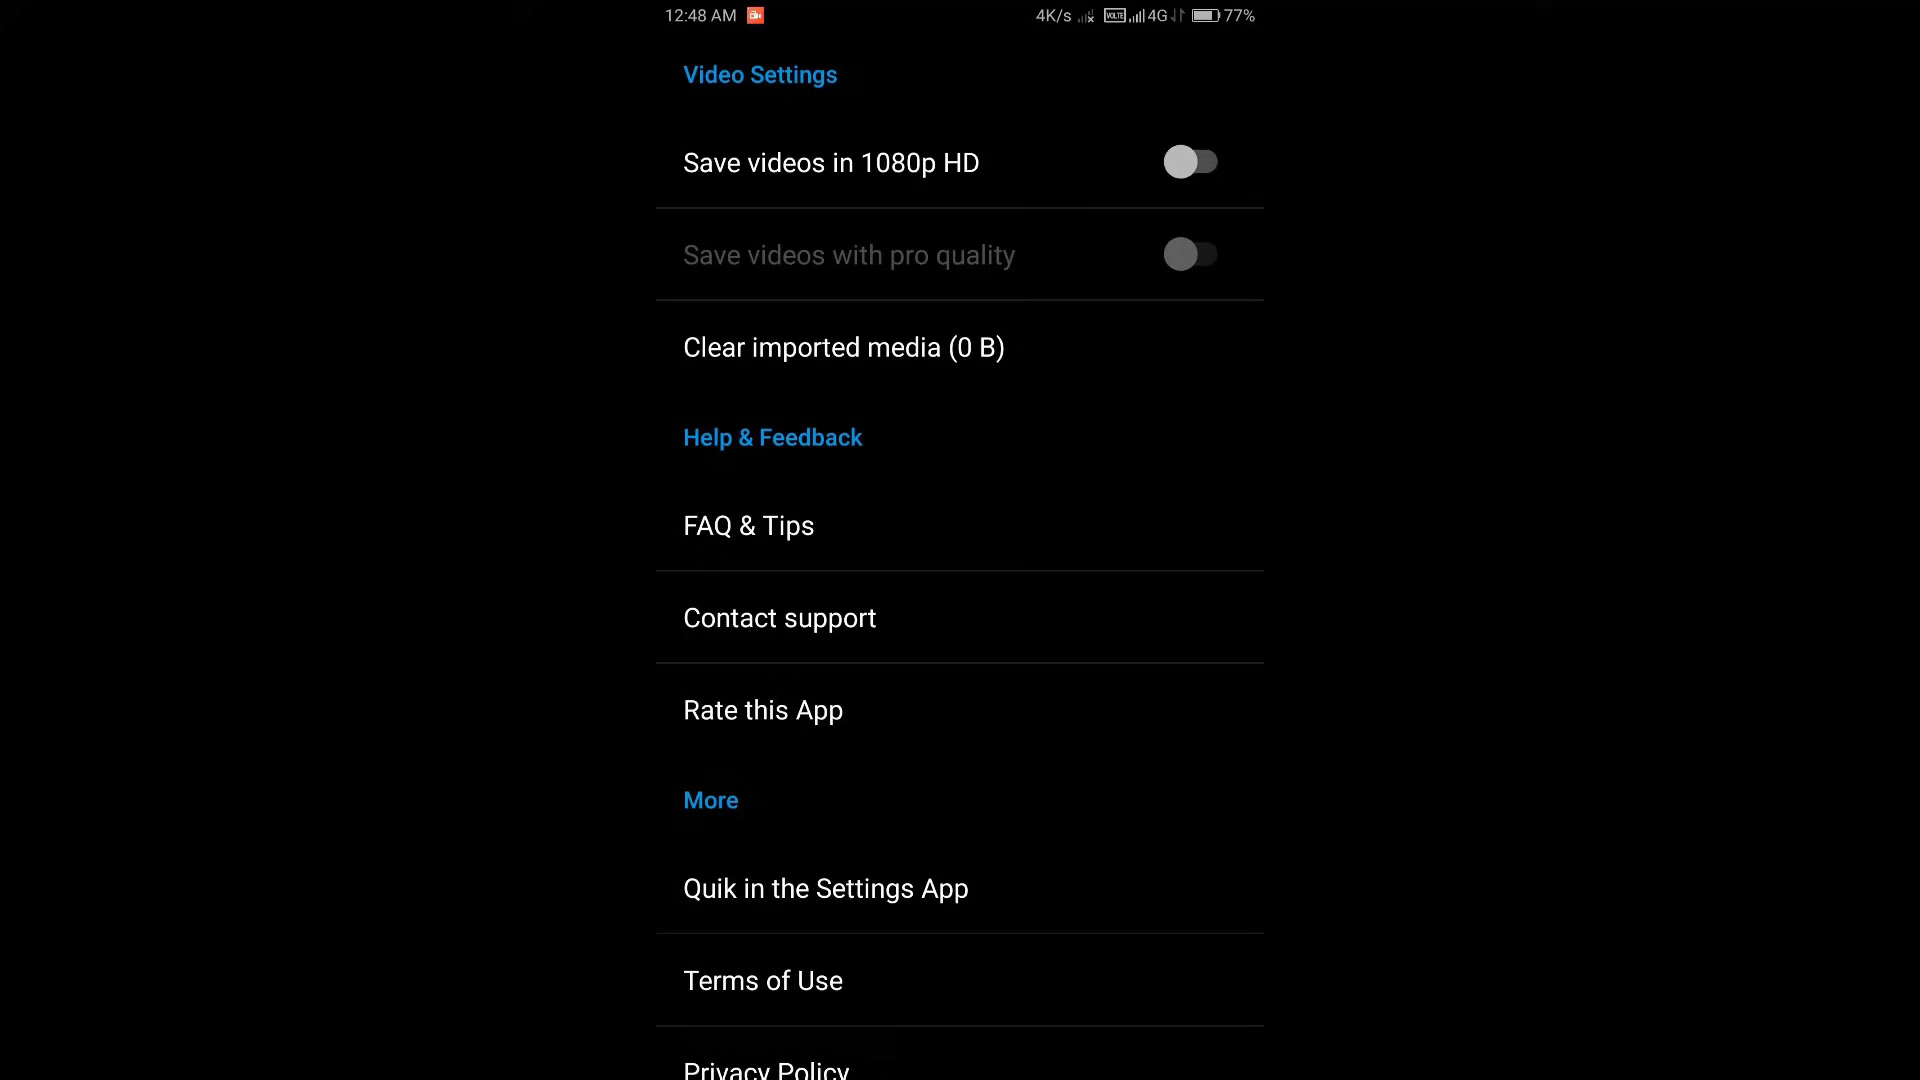 12:48 AM 4K/s VOLTE 4G 77%
Video Settings
Save videos in 1080p HD
Save videos with pro quality
Clear imported media (0 B)
Help & Feedback
FAQ & Tips
Contact support
Rate this App
More
Quik in the Settings App
Terms of Use
Privacy Policy